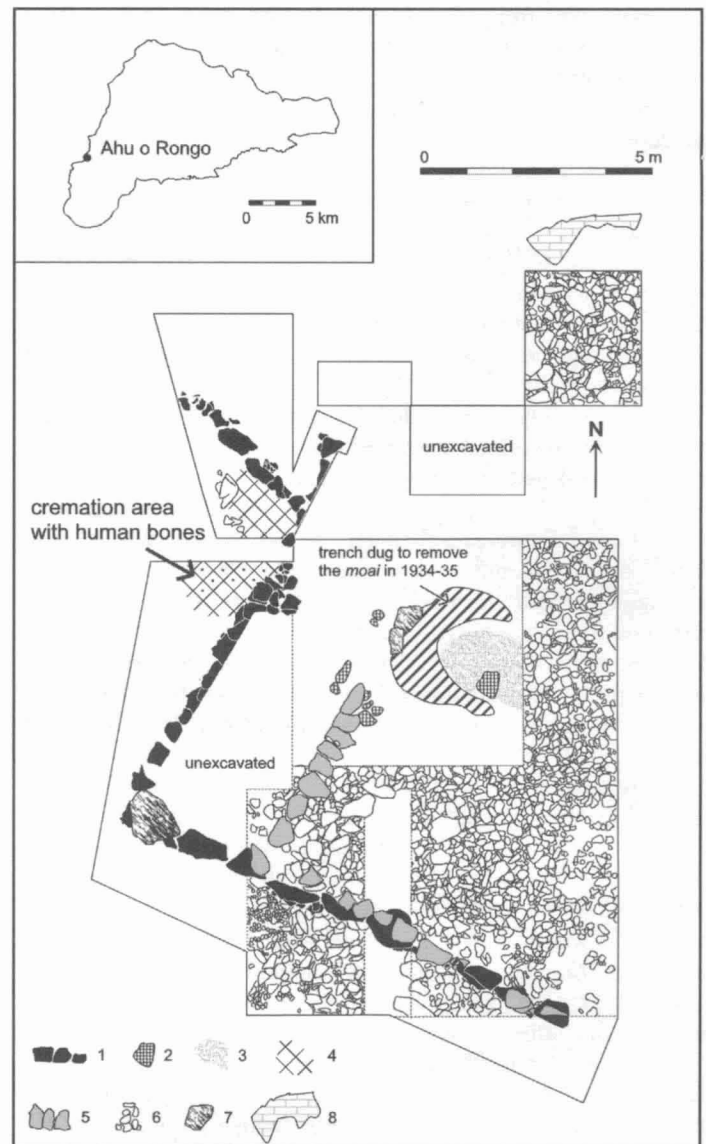 Ahu o Rongo
0 5 km
0 5 m
unexcavated
N
cremation area
with human bones
trench dug to remove
the moai in 1934-35
unexcavated
1 2 3 4
5 6 7 8